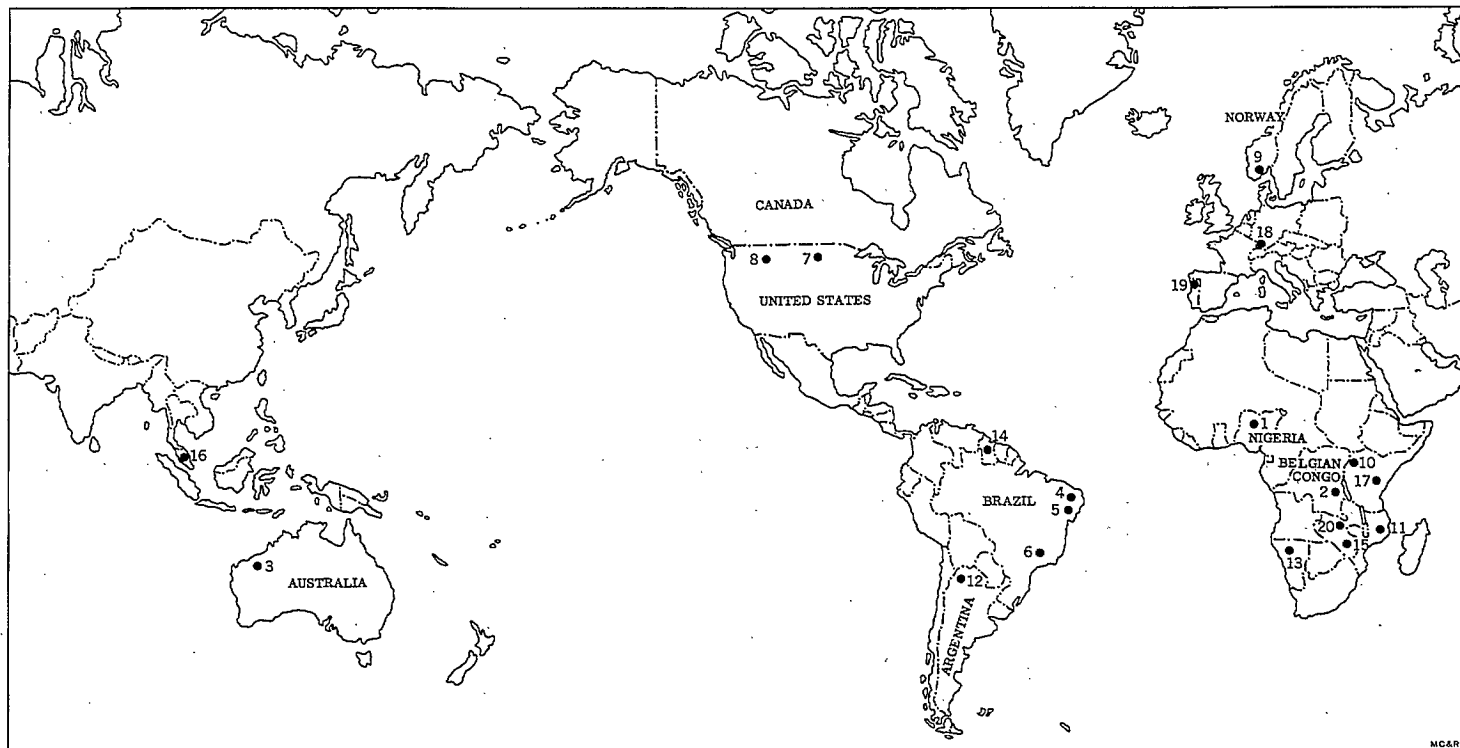 NORWAY
9
CANADA
18
8
7
19
UNITED STATES
14
1
NIGERIA
16
BELGIAN
CONGO
10
17
4
BRAZIL
2
5
20
11
6
15
3
13
AUSTRALIA
12
ARGENTINA
MC&R